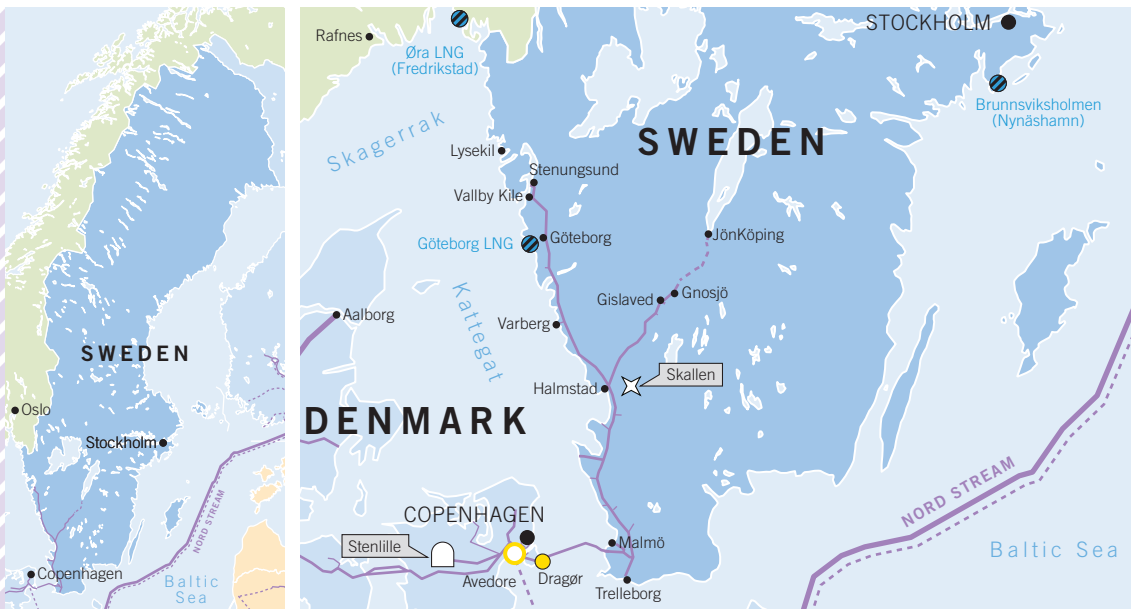 SWEDEN
Oslo
Stockholm
NORD STREAM
Copenhagen
Baltic
Sea
Rafnes
Øra LNG
(Fredrikstad)
STOCKHOLM
Brunnsviksholmen
(Nynäshamn)
Skagerrak
SWEDEN
Lysekil
Stenungsund
Vallby Kile
Göteborg LNG
Göteborg
JönKöping
Kattegat
Gislaved
Gnosjö
Aalborg
Varberg
Skallen
Halmstad
DENMARK
NORD STREAM
COPENHAGEN
Stenlille
Malmö
Baltic Sea
Avedore
Dragør
Trelleborg